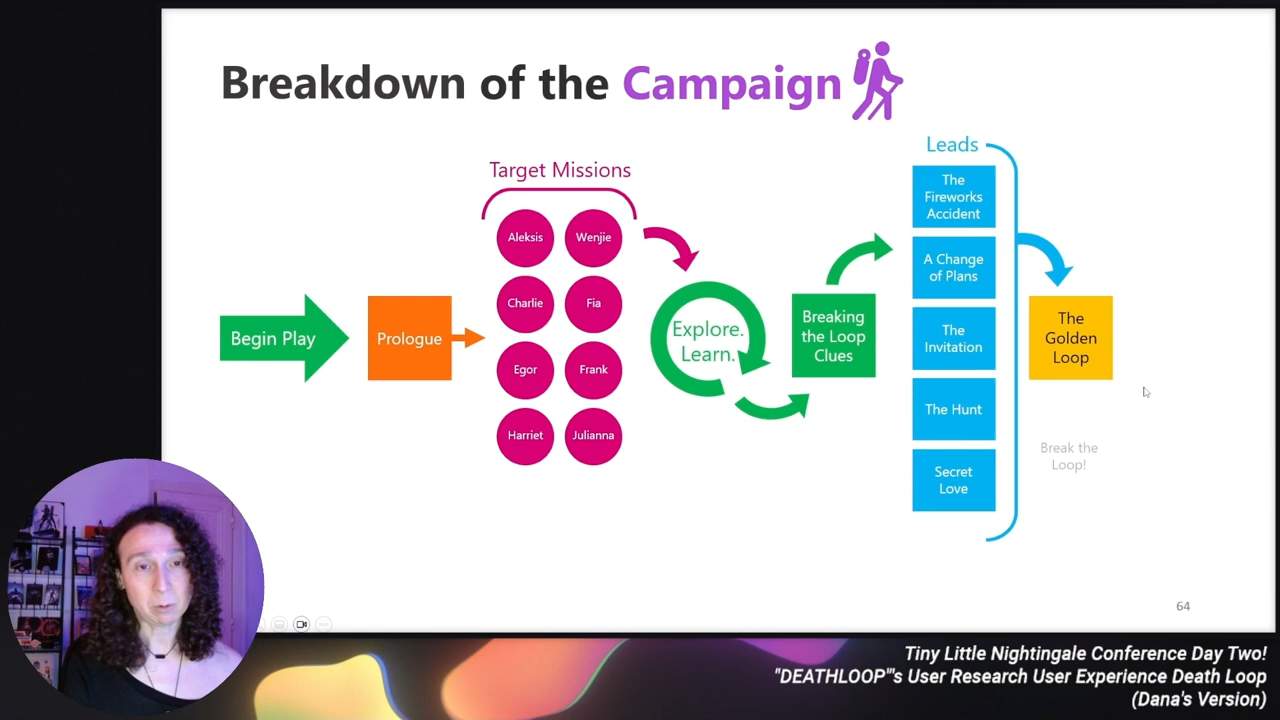 Breakdown of the Campaign
Target Missions
Aleksis
Wenjie
Charlie
Fia
Egor
Frank
Harriet
Julianna
Begin Play
Prologue
Explore.
Learn.
Breaking
the Loop
Clues
Leads
The
Fireworks
Accident
A Change
of Plans
The
Invitation
The Hunt
Secret
Love
The
Golden
Loop
Break the
Loop!
64
Tiny Little Nightingale Conference Day Two!
"DEATHLOOP"'s User Research User Experience Death Loop
(Dana's Version)